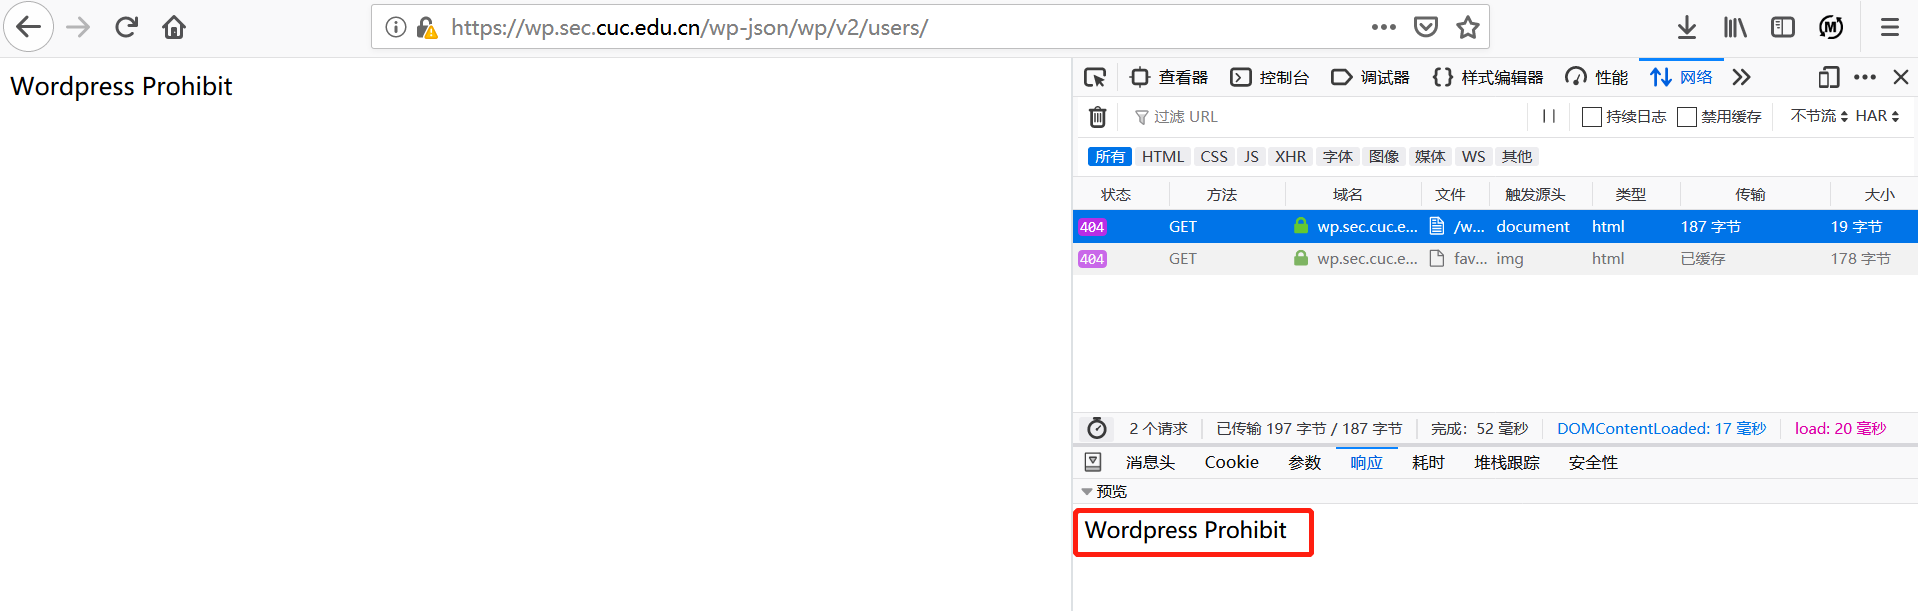 https://wp.sec.cuc.edu.cn/wp-json/wp/v2/users/
Wordpress Prohibit
查看器 控制台 调试器 样式编辑器 性能 网络
过滤 URL 持续日志 禁用缓存 不节流 HAR
所有 HTML CSS JS XHR 字体 图像 媒体 WS 其他
状态 方法 域名 文件 触发源头 类型 传输 大小
404 GET wp.sec.cuc.e... /w... document html 187 字节 19 字节
404 GET wp.sec.cuc.e... fav... img html 已缓存 178 字节
2 个请求 已传输 197 字节 / 187 字节 完成：52 毫秒 DOMContentLoaded: 17 毫秒 load: 20 毫秒
消息头 Cookie 参数 响应 耗时 堆栈跟踪 安全性
预览
Wordpress Prohibit